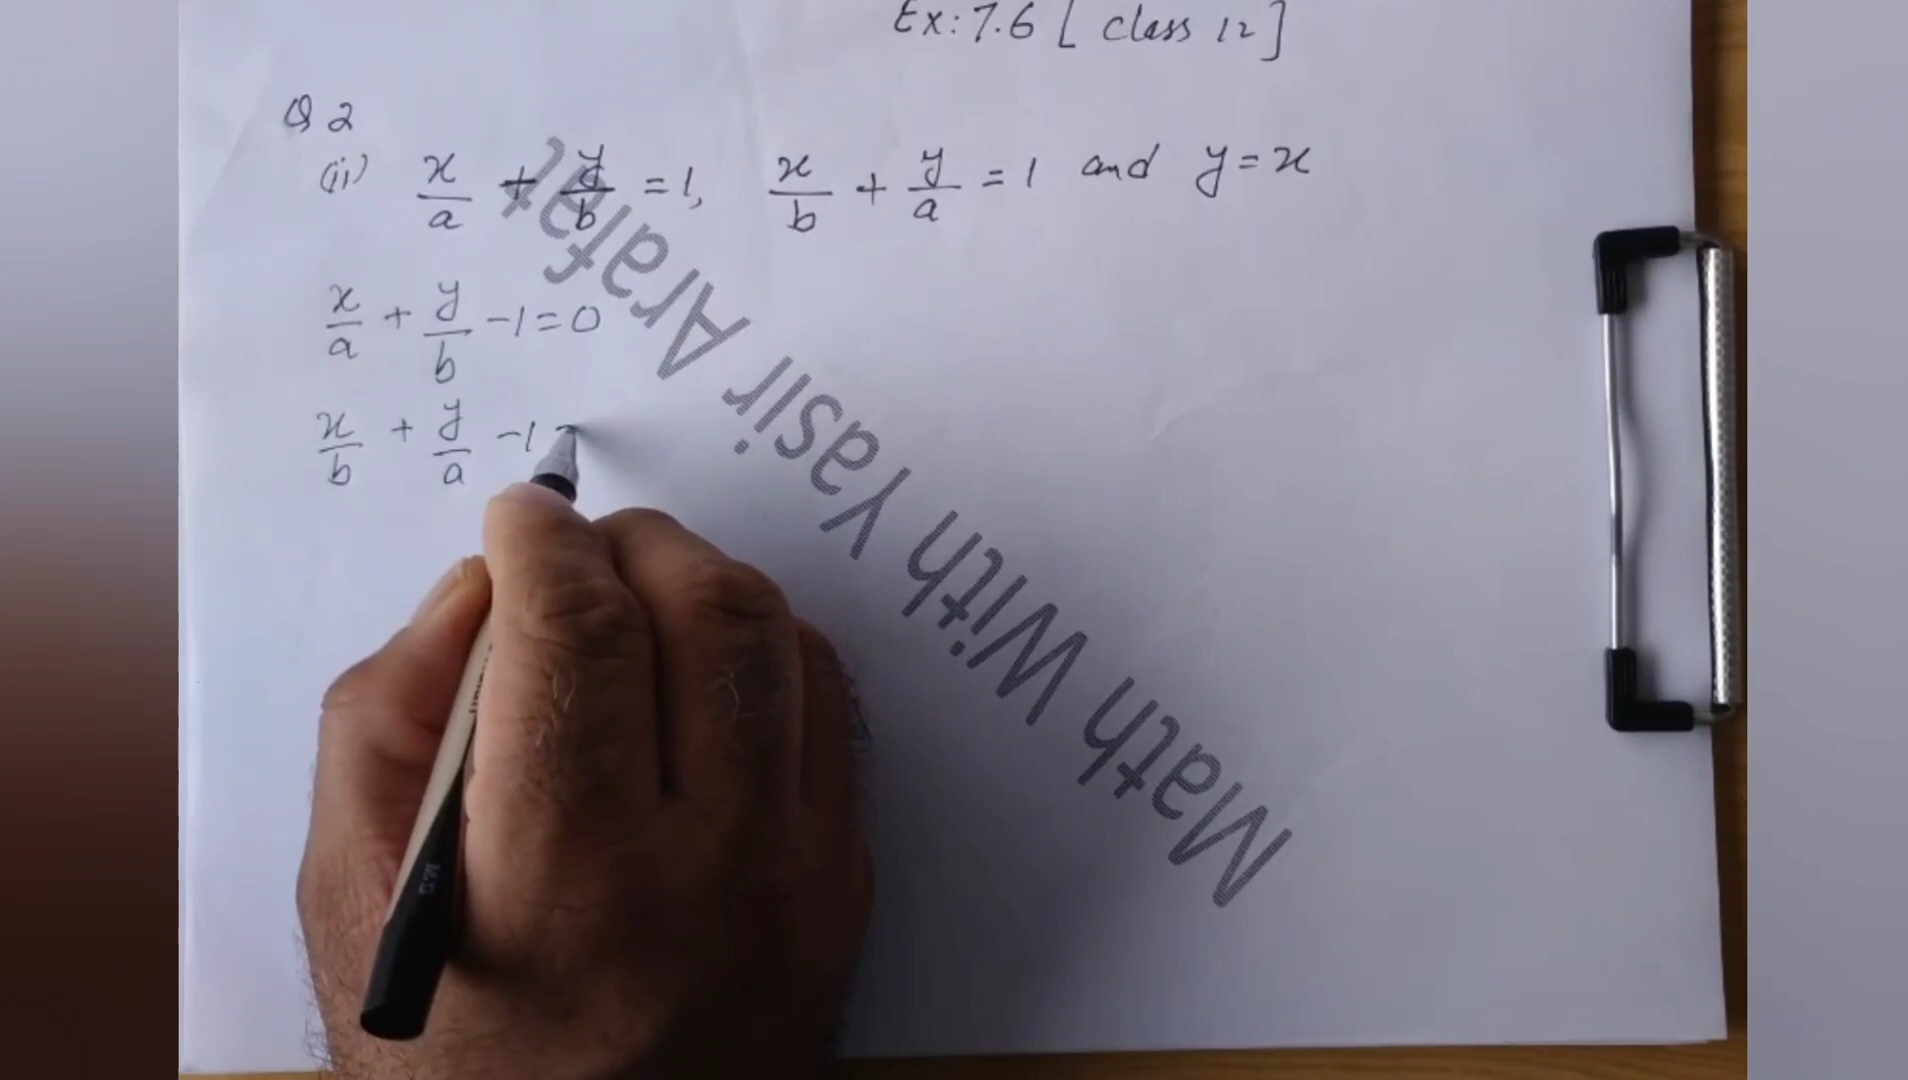 Ex: 7.6 [ class 12 ]
Q 2
(ii) x/a + y/b = 1, x/b + y/a = 1 and y = x
x/a + y/b - 1 = 0
x/b + y/a - 1 =
Math With Yasir Arafat